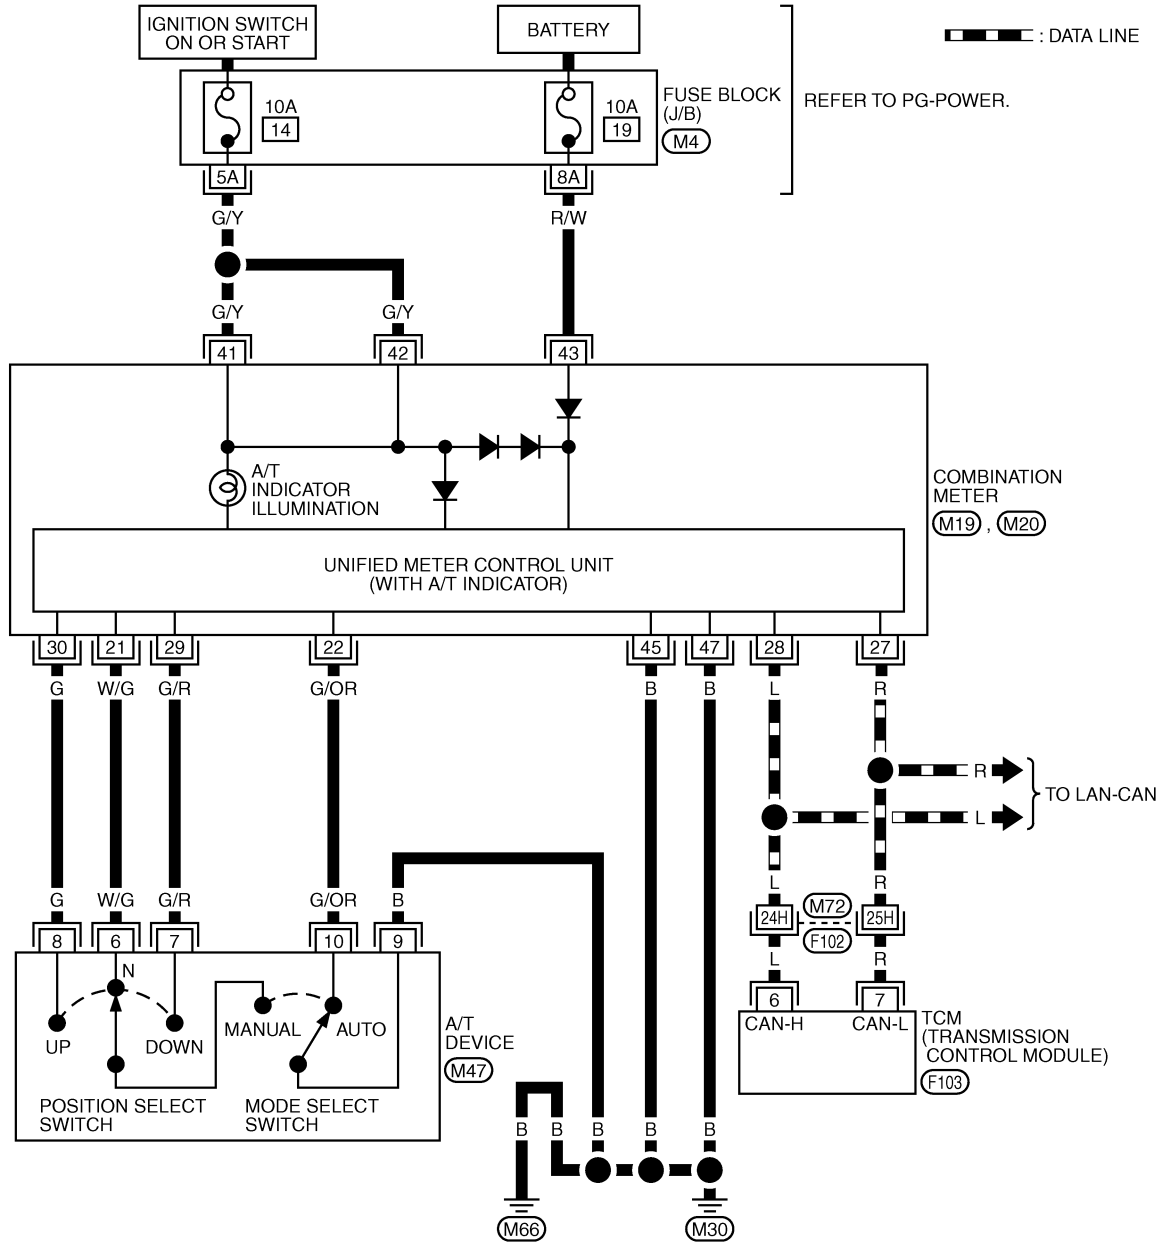 IGNITION SWITCH
ON OR START
BATTERY
: DATA LINE
10A
14
10A
19
FUSE BLOCK
(J/B)
M4
REFER TO PG-POWER.
5A
8A
G/Y
R/W
G/Y
G/Y
41
42
43
A/T
INDICATOR
ILLUMINATION
COMBINATION
METER
M19 , M20
UNIFIED METER CONTROL UNIT
(WITH A/T INDICATOR)
30
21
29
22
45
47
28
27
G
W/G
G/R
G/OR
B
B
L
R
R
L
TO LAN-CAN
G
W/G
G/R
G/OR
B
L
R
8
6
7
10
9
24H
M72
F102
25H
L
R
6
7
N
UP
DOWN
MANUAL
AUTO
POSITION SELECT
SWITCH
MODE SELECT
SWITCH
A/T
DEVICE
M47
CAN-H
CAN-L
TCM
(TRANSMISSION
CONTROL MODULE)
F103
B
B
B
B
B
M66
M30